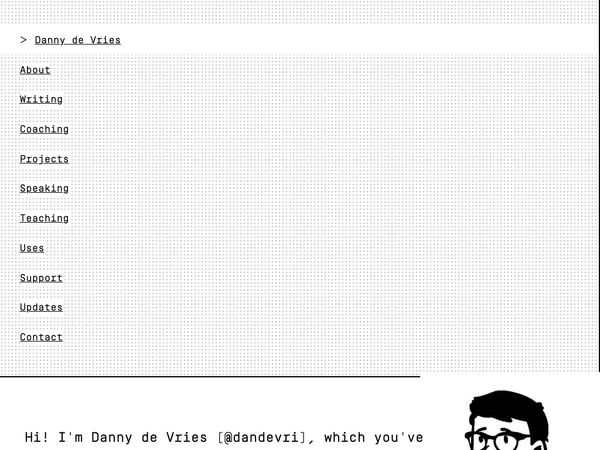 > Danny de Vries
About
Writing
Coaching
Projects
Speaking
Teaching
Uses
Support
Updates
Contact
Hi! I'm Danny de Vries (@dandevri), which you've